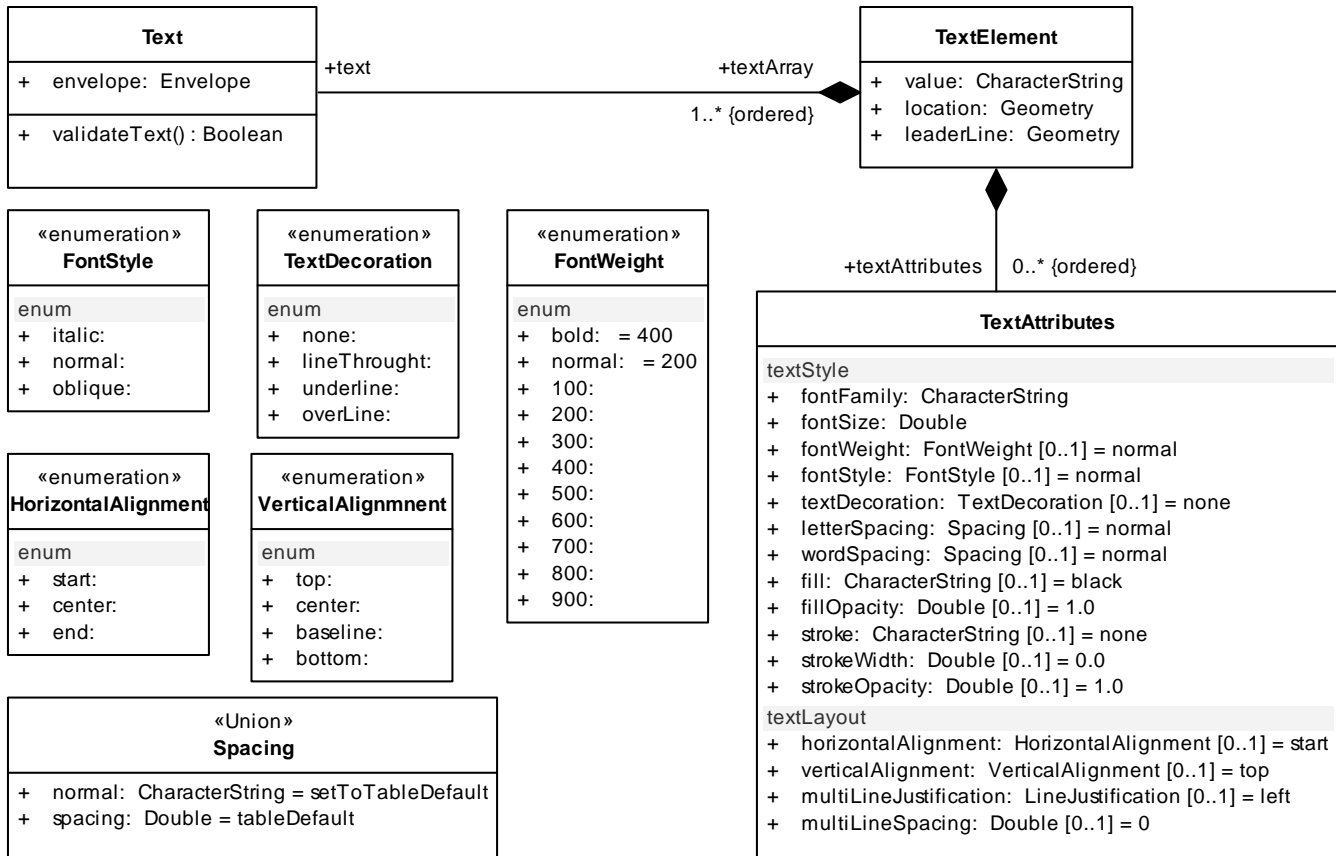 Text
+ envelope: Envelope
+ validateText() : Boolean
+text
+textArray
1..* {ordered}
TextElement
+ value: CharacterString
+ location: Geometry
+ leaderLine: Geometry
+textAttributes
0..* {ordered}
«enumeration»
FontStyle
enum
+ italic:
+ normal:
+ oblique:
«enumeration»
TextDecoration
enum
+ none:
+ lineThrought:
+ underline:
+ overLine:
«enumeration»
FontWeight
enum
+ bold: = 400
+ normal: = 200
+ 100:
+ 200:
+ 300:
+ 400:
+ 500:
+ 600:
+ 700:
+ 800:
+ 900:
«enumeration»
HorizontalAlignment
enum
+ start:
+ center:
+ end:
«enumeration»
VerticalAlignmnent
enum
+ top:
+ center:
+ baseline:
+ bottom:
«Union»
Spacing
+ normal: CharacterString = setToTableDefault
+ spacing: Double = tableDefault
TextAttributes
textStyle
+ fontFamily: CharacterString
+ fontSize: Double
+ fontWeight: FontWeight [0..1] = normal
+ fontStyle: FontStyle [0..1] = normal
+ textDecoration: TextDecoration [0..1] = none
+ letterSpacing: Spacing [0..1] = normal
+ wordSpacing: Spacing [0..1] = normal
+ fill: CharacterString [0..1] = black
+ fillOpacity: Double [0..1] = 1.0
+ stroke: CharacterString [0..1] = none
+ strokeWidth: Double [0..1] = 0.0
+ strokeOpacity: Double [0..1] = 1.0
textLayout
+ horizontalAlignment: HorizontalAlignment [0..1] = start
+ verticalAlignment: VerticalAlignment [0..1] = top
+ multiLineJustification: LineJustification [0..1] = left
+ multiLineSpacing: Double [0..1] = 0